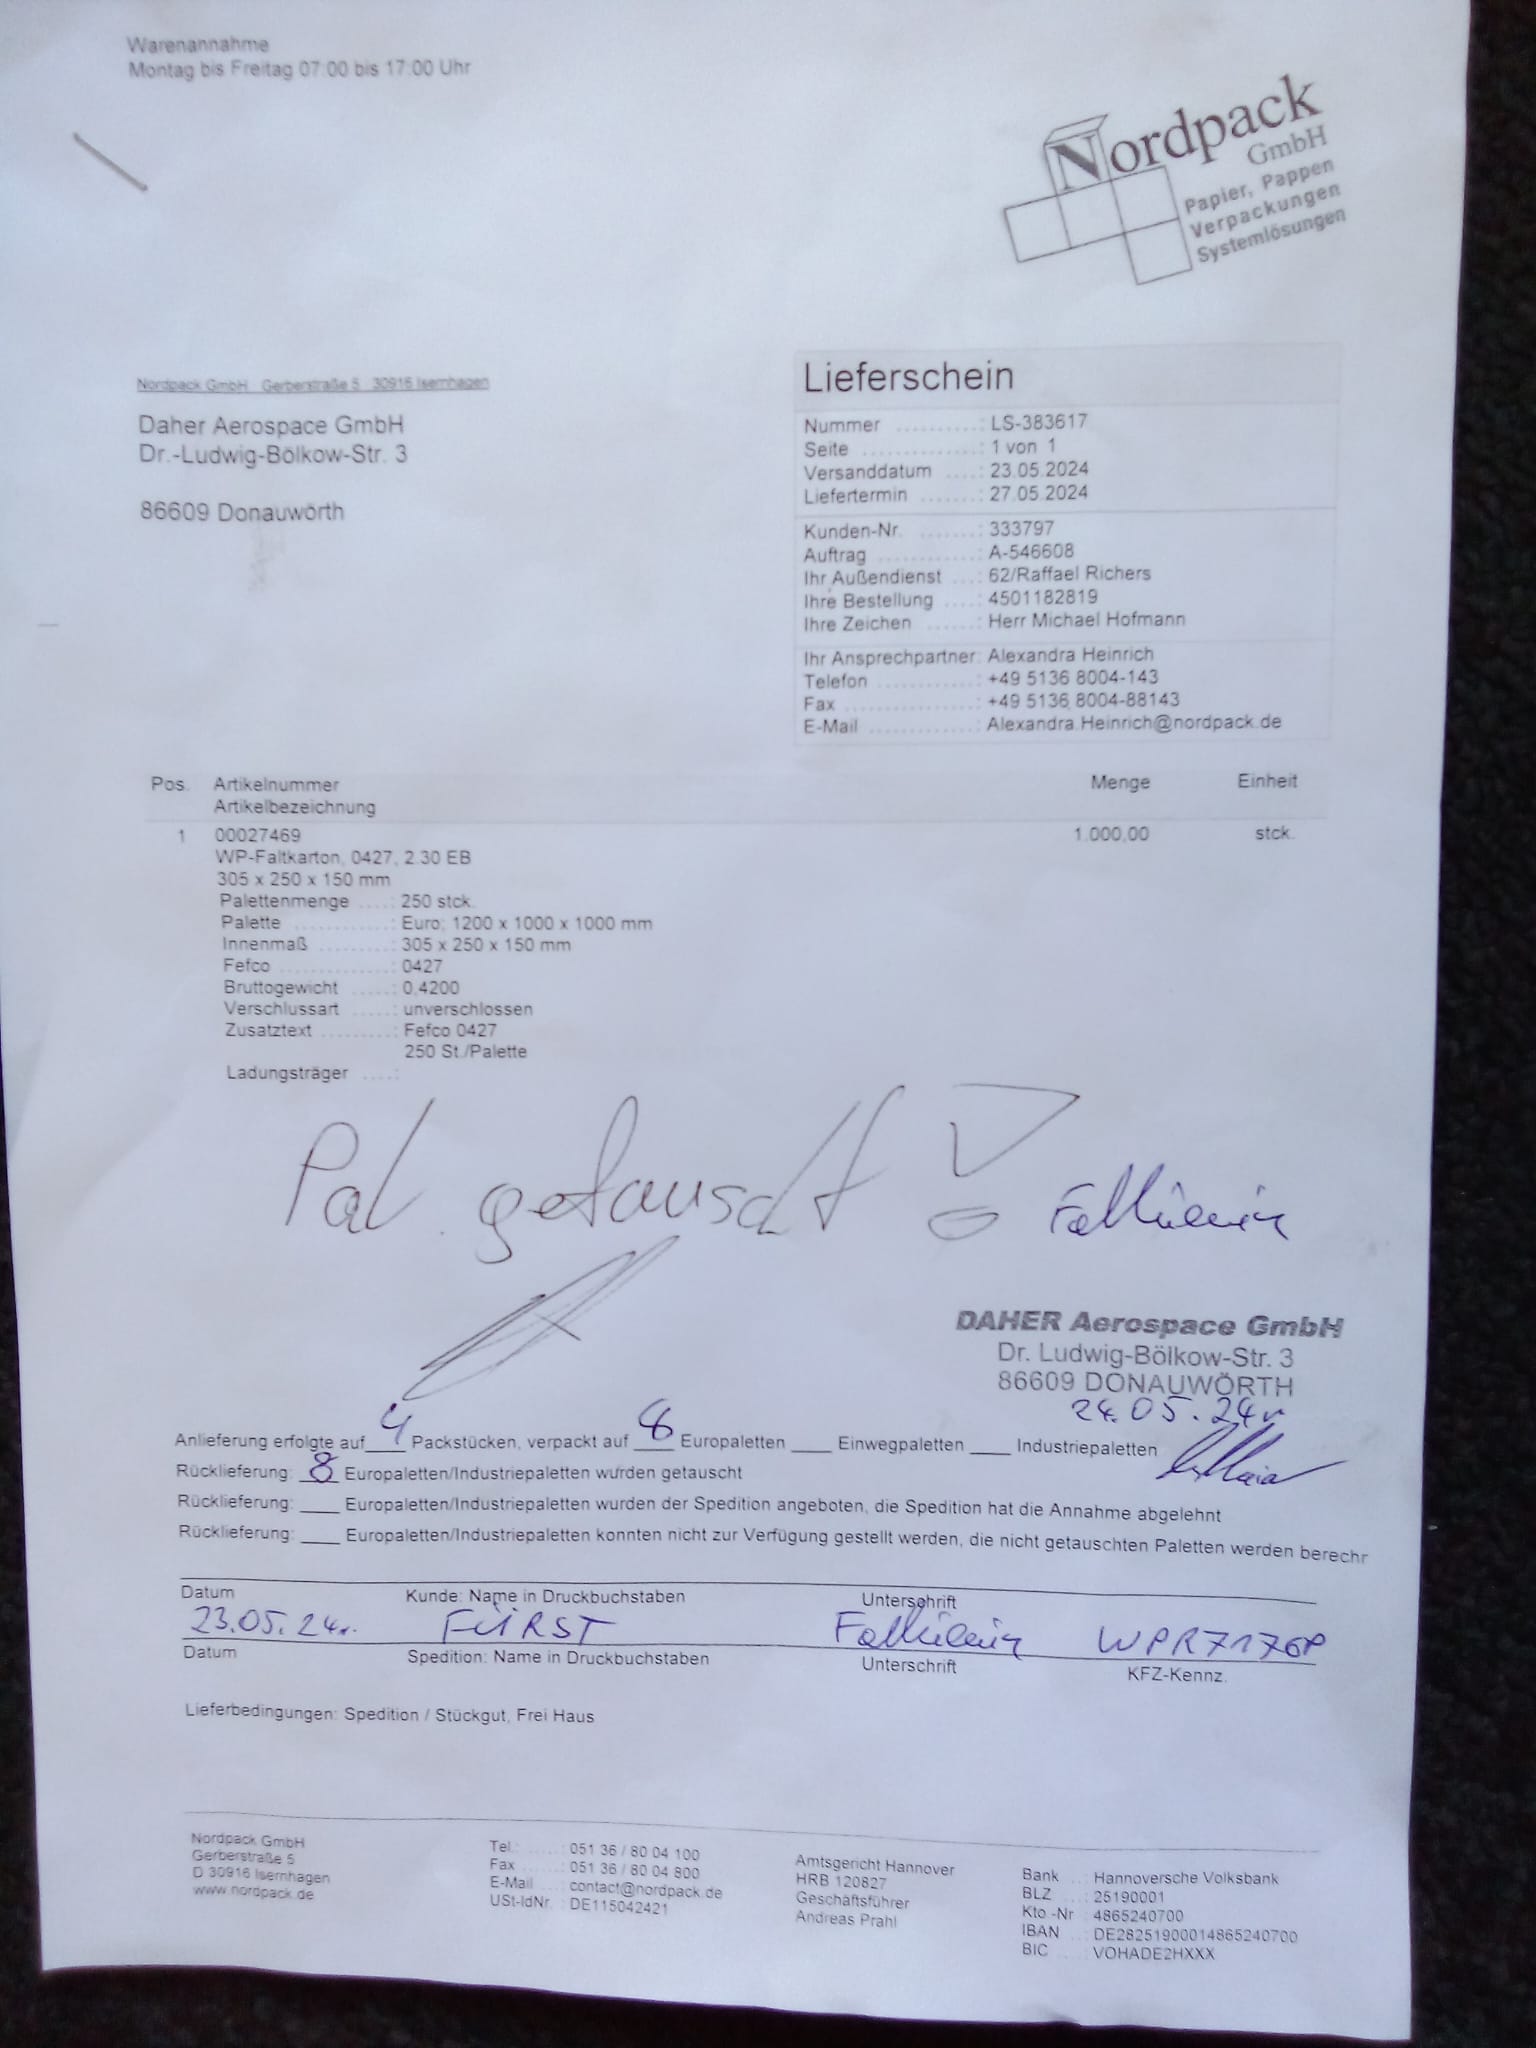 Warenannahme
Montag bis Freitag 07:00 bis 17:00 Uhr
Nordpack
GmbH
Papier, Pappen
Verpackungen
Systemlösungen
Nordpack GmbH Gerberstraße 5 30916 Isernhagen
Daher Aerospace GmbH
Dr.-Ludwig-Bölkow-Str. 3
86609 Donauwörth
Lieferschein
Nummer ..........: LS-383617
Seite ..............: 1 von 1
Versanddatum ....: 23.05.2024
Liefertermin .......: 27.05.2024
Kunden-Nr. ........: 333797
Auftrag ............: A-546608
Ihr Außendienst ...: 62/Raffael Richers
Ihre Bestellung ....: 4501182819
Ihre Zeichen ......: Herr Michael Hofmann
Ihr Ansprechpartner: Alexandra Heinrich
Telefon ............: +49 5136 8004-143
Fax ................: +49 5136 8004-88143
E-Mail .............: Alexandra.Heinrich@nordpack.de
Pos. Artikelnummer Menge Einheit
Artikelbezeichnung
1 00027469 1.000,00 stck.
WP-Faltkarton, 0427, 2.30 EB
305 x 250 x 150 mm
Palettenmenge ....: 250 stck.
Palette .............: Euro; 1200 x 1000 x 1000 mm
Innenmaß .........: 305 x 250 x 150 mm
Fefco ..............: 0427
Bruttogewicht .....: 0,4200
Verschlussart .....: unverschlossen
Zusatztext .........: Fefco 0427
250 St./Palette
Ladungsträger ....:
Pal. getauscht !
DAHER Aerospace GmbH
Dr. Ludwig-Bölkow-Str. 3
86609 DONAUWÖRTH
24.05.24
Anlieferung erfolgte auf 4 Packstücken, verpackt auf 8 Europaletten ___ Einwegpaletten ___ Industriepaletten
Rücklieferung: 8 Europaletten/Industriepaletten wurden getauscht
Rücklieferung: ___ Europaletten/Industriepaletten wurden der Spedition angeboten, die Spedition hat die Annahme abgelehnt
Rücklieferung: ___ Europaletten/Industriepaletten konnten nicht zur Verfügung gestellt werden, die nicht getauschten Paletten werden berechr
Datum Kunde: Name in Druckbuchstaben Unterschrift
23.05.24r. FÜRST WPR7176P
Datum Spedition: Name in Druckbuchstaben Unterschrift KFZ-Kennz.
Lieferbedingungen: Spedition / Stückgut, Frei Haus
Nordpack GmbH
Gerberstraße 5
D 30916 Isernhagen
www.nordpack.de
Tel. .....: 051 36 / 80 04 100
Fax .....: 051 36 / 80 04 800
E-Mail ...: contact@nordpack.de
USt-IdNr. : DE115042421
Amtsgericht Hannover
HRB 120827
Geschäftsführer
Andreas Prahl
Bank ..: Hannoversche Volksbank
BLZ ...: 25190001
Kto.-Nr : 4865240700
IBAN ...: DE28251900014865240700
BIC ....: VOHADE2HXXX